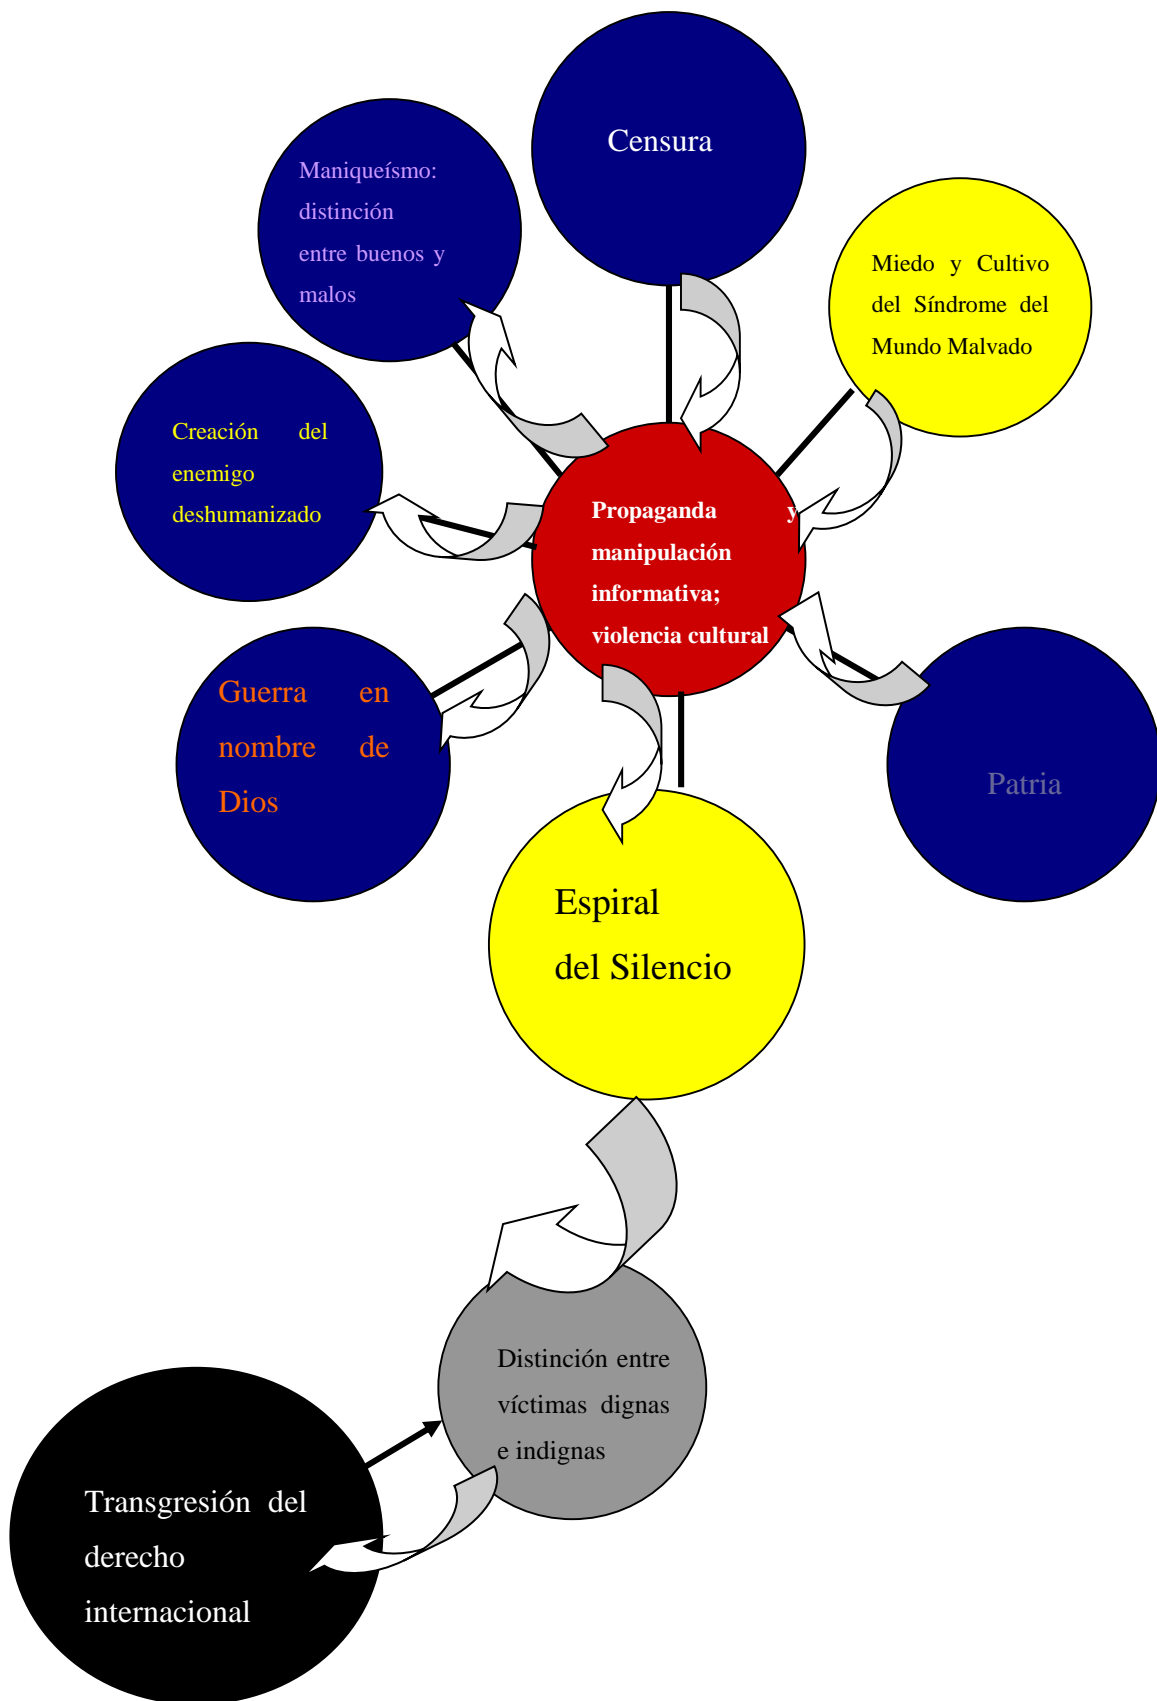 Censura
Maniqueísmo:
distinción
entre buenos y
malos
Miedo y Cultivo
del Síndrome del
Mundo Malvado
Creación del
enemigo
deshumanizado
Propaganda y
manipulación
informativa;
violencia cultural
Guerra en
nombre de
Dios
Patria
Espiral
del Silencio
Distinción entre
víctimas dignas
e indignas
Transgresión del
derecho
internacional